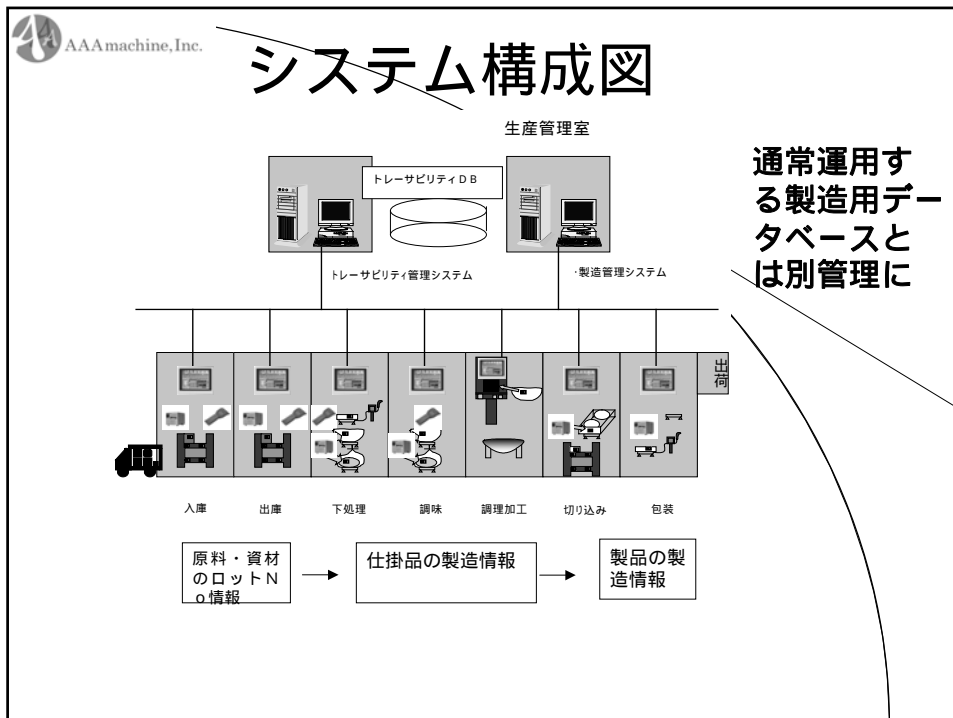 AAAmachine,Inc.
システム構成図
生産管理室
通常運用す
る製造用デー
タベースと
は別管理に
トレーサビリティDB
トレーサビリティ管理システム
・製造管理システム
出荷
入庫
出庫
下処理
調味
調理加工
切り込み
包装
原料・資材
のロットN
o情報
仕掛品の製造情報
製品の製
造情報